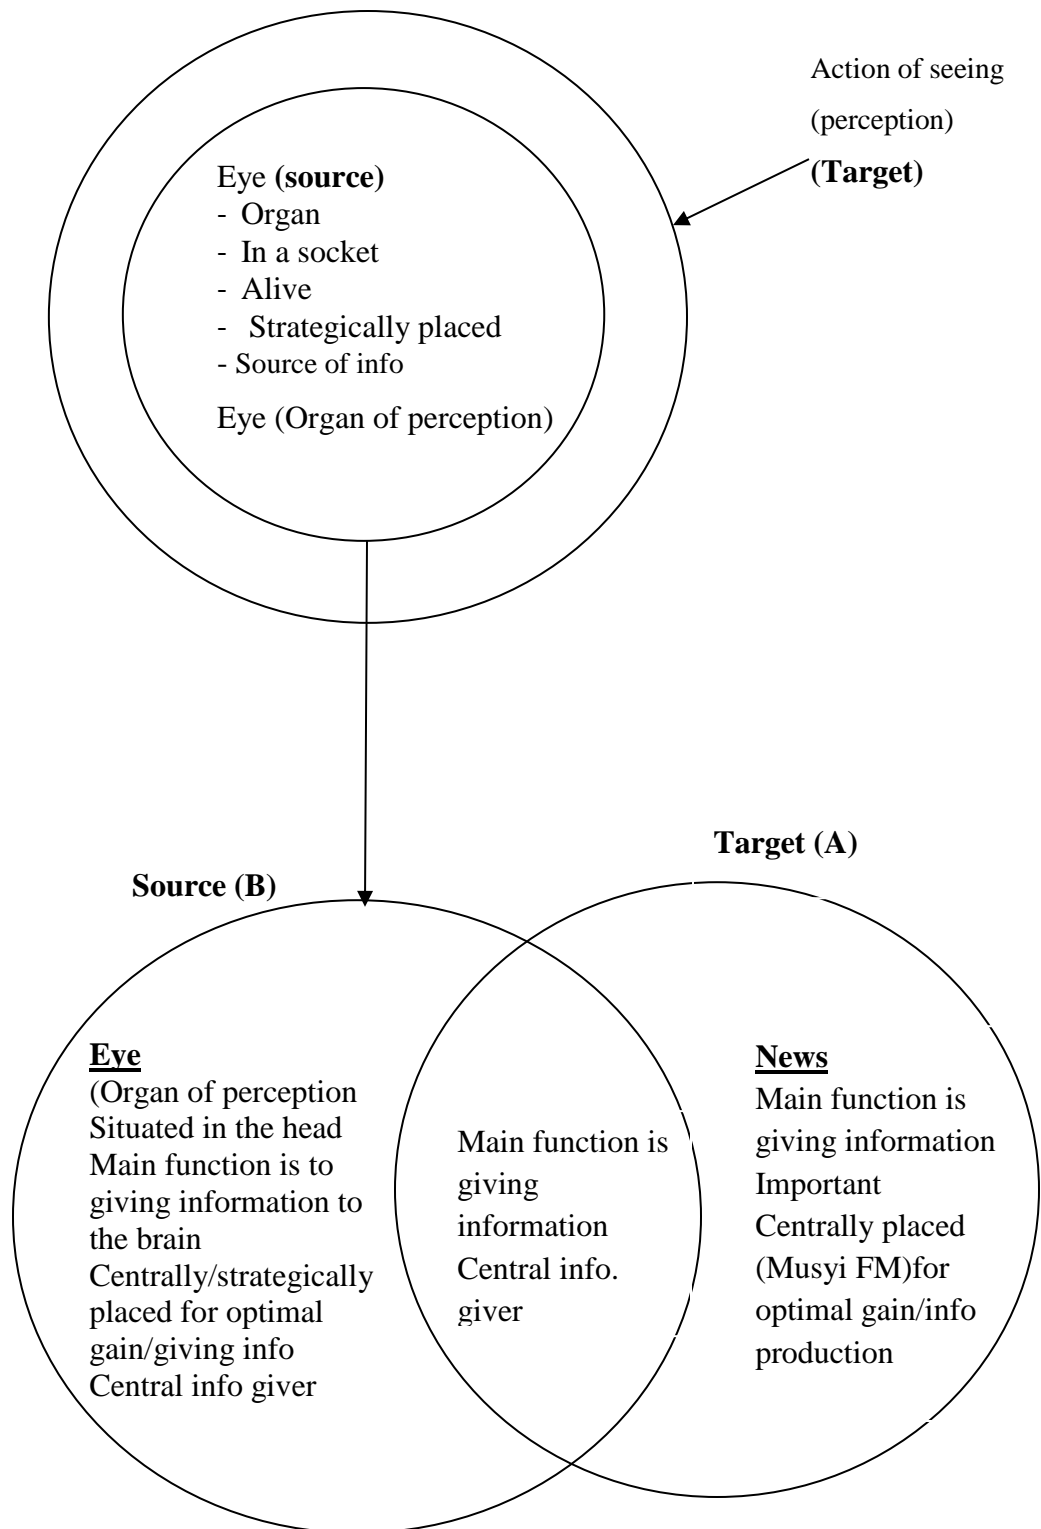 Action of seeing
(perception)
(Target)
Eye (source)
- Organ
- In a socket
- Alive
- Strategically placed
- Source of info
Eye (Organ of perception)
Target (A)
Source (B)
Eye
(Organ of perception
Situated in the head
Main function is to
giving information to
the brain
Centrally/strategically
placed for optimal
gain/giving info
Central info giver
Main function is
giving
information
Central info.
giver
News
Main function is
giving information
Important
Centrally placed
(Musyi FM)for
optimal gain/info
production